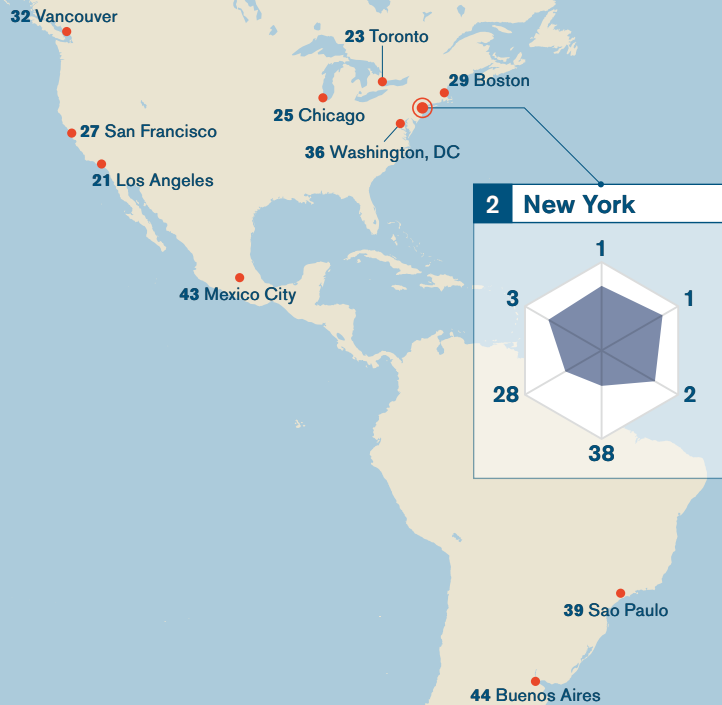 32 Vancouver
23 Toronto
29 Boston
25 Chicago
27 San Francisco
36 Washington, DC
21 Los Angeles
2 New York
1
3
1
43 Mexico City
28
2
38
39 Sao Paulo
44 Buenos Aires